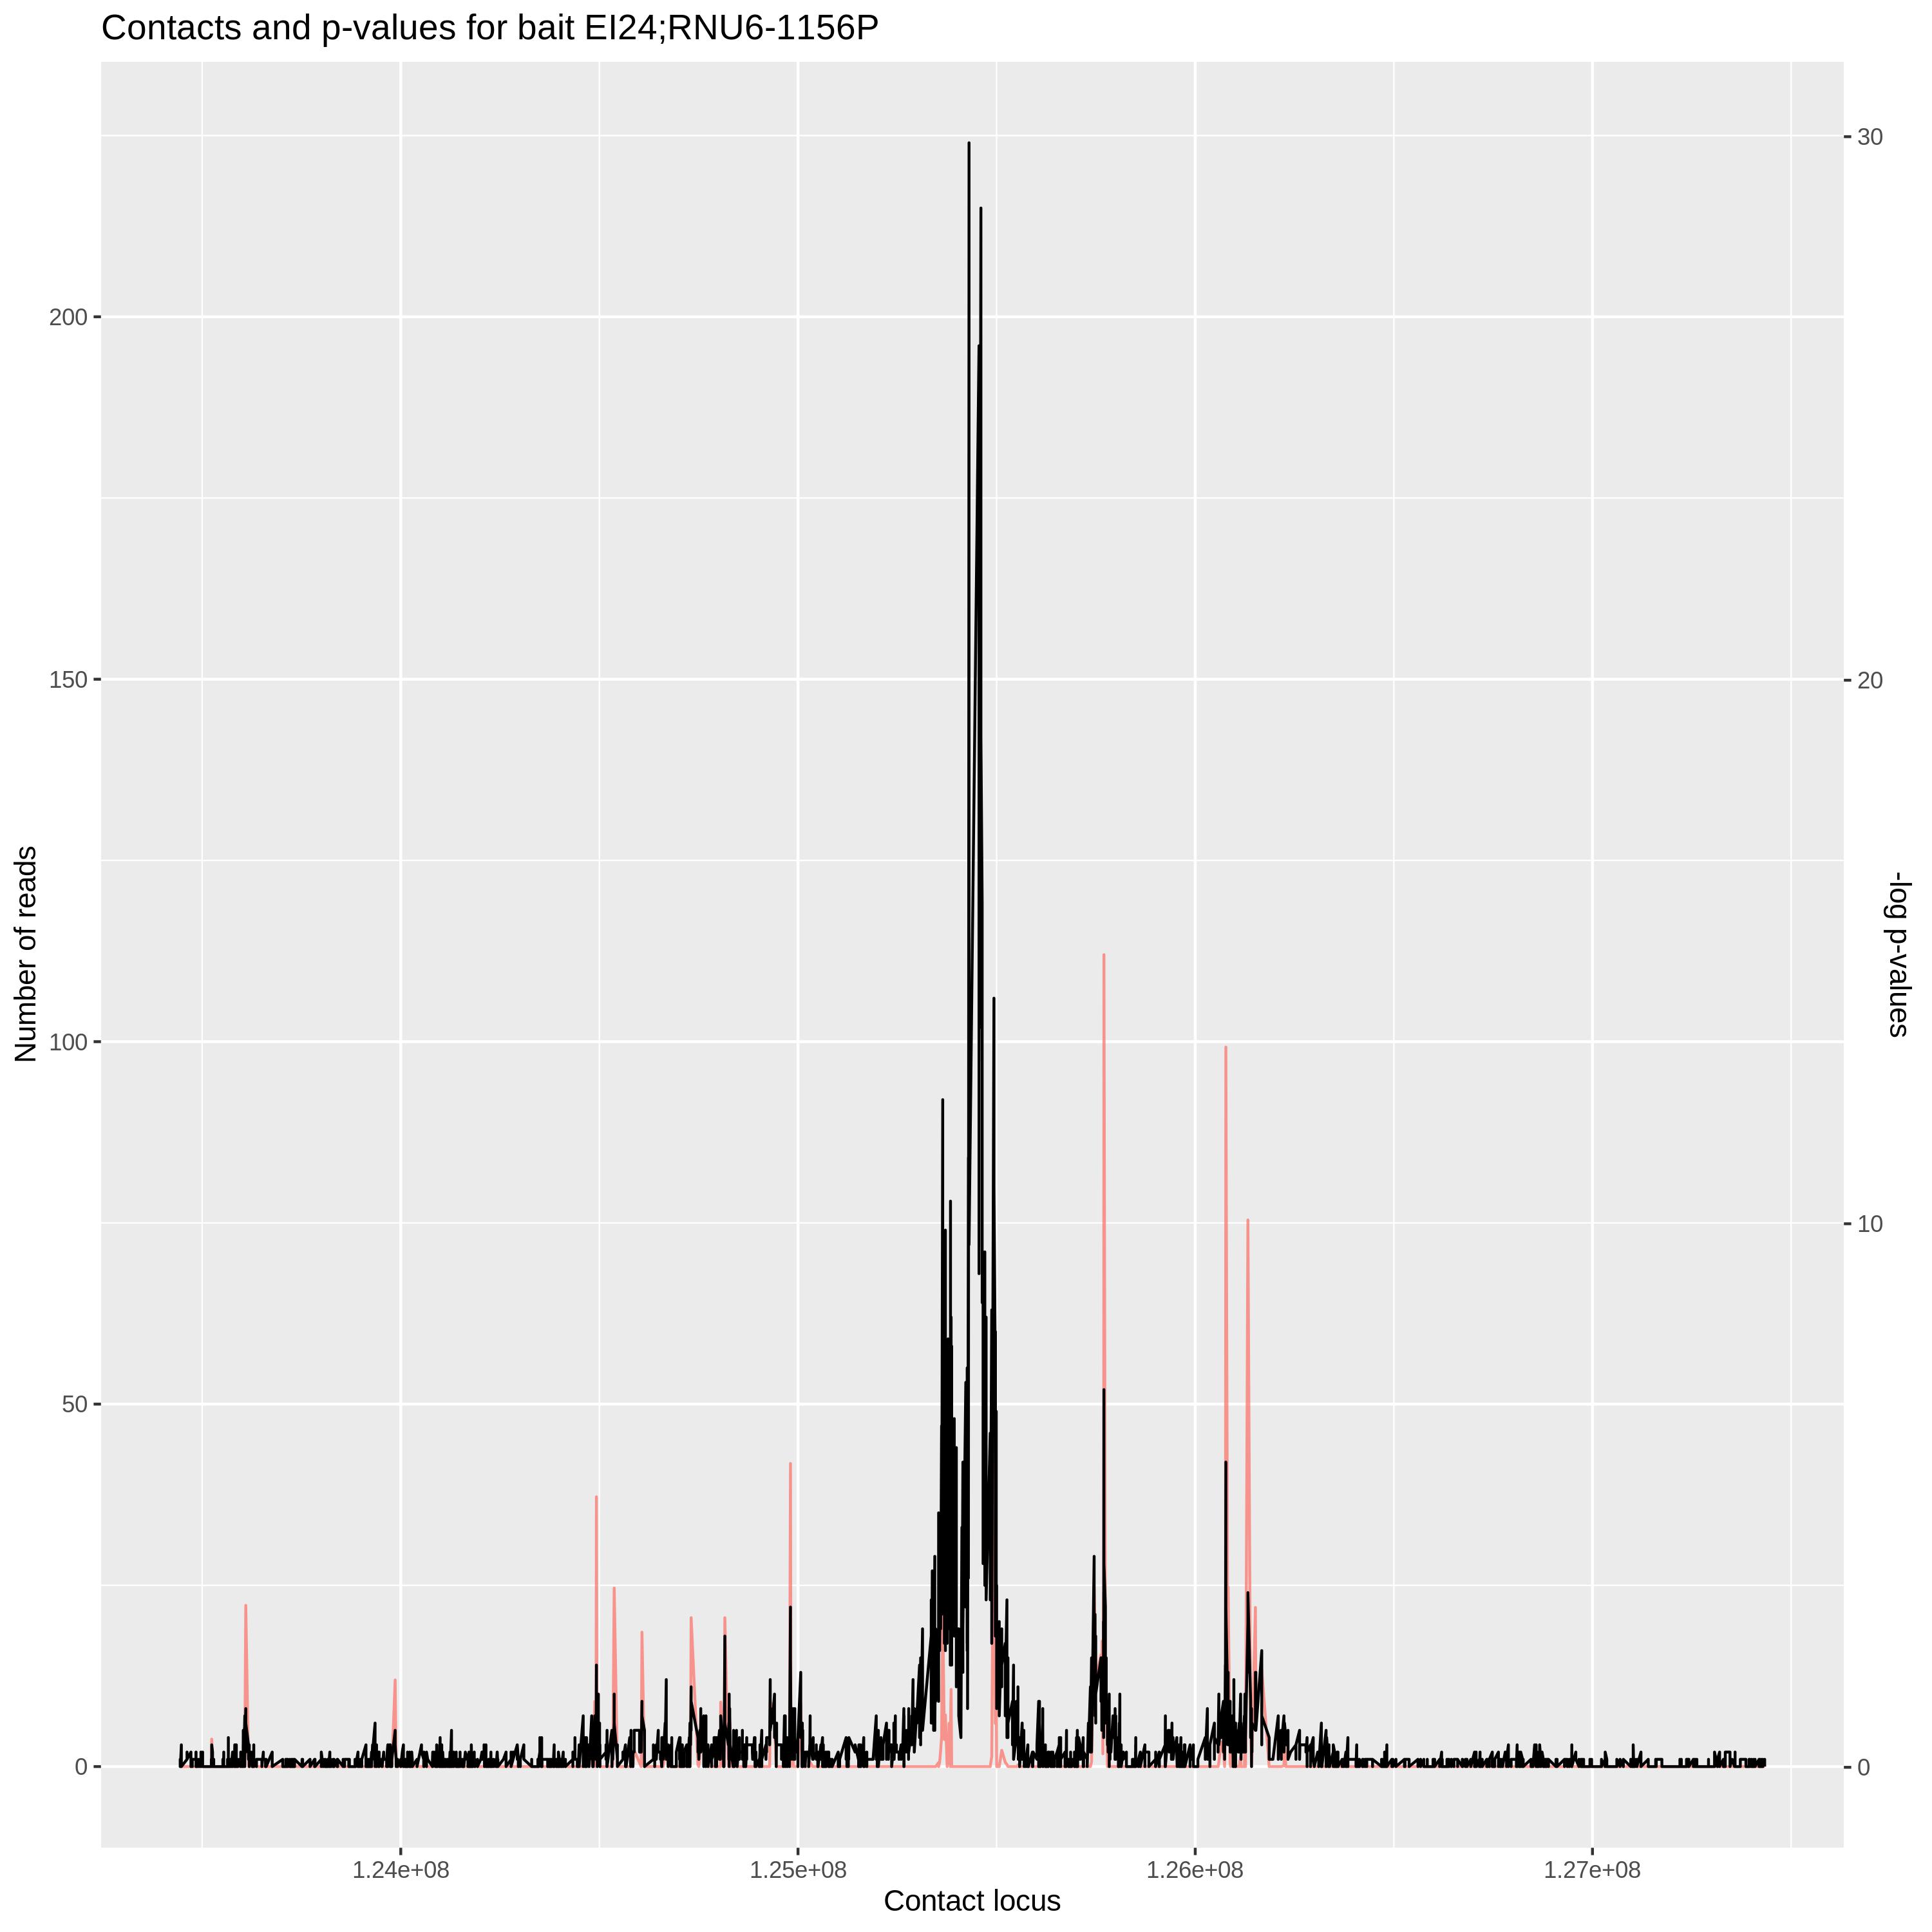 Contacts and p-values for bait EI24;RNU6-1156P
Number of reads
200
150
100
50
0
30
20
10
0
-log p-values
1.24e+08
1.25e+08
1.26e+08
1.27e+08
Contact locus